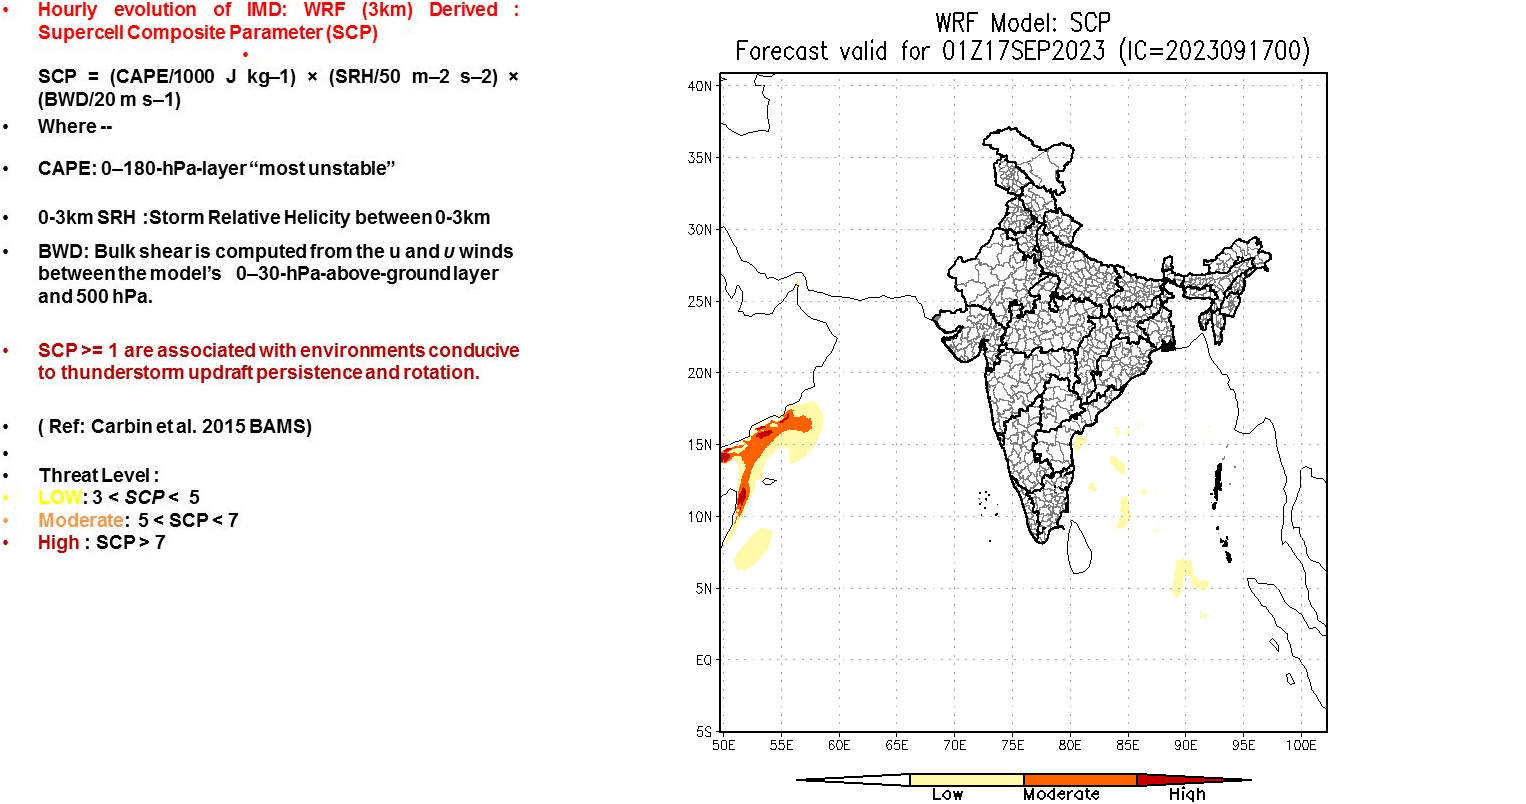 • Hourly evolution of IMD: WRF (3km) Derived :
Supercell Composite Parameter (SCP)
•
SCP = (CAPE/1000 J kg–1) × (SRH/50 m–2 s–2) ×
(BWD/20 m s–1)
• Where --
• CAPE: 0–180-hPa-layer “most unstable”
• 0-3km SRH :Storm Relative Helicity between 0-3km
• BWD: Bulk shear is computed from the u and υ winds
between the model’s 0–30-hPa-above-ground layer
and 500 hPa.
• SCP >= 1 are associated with environments conducive
to thunderstorm updraft persistence and rotation.
• ( Ref: Carbin et al. 2015 BAMS)
•
• Threat Level :
• LOW: 3 < SCP < 5
• Moderate: 5 < SCP < 7
• High : SCP > 7
WRF Model: SCP
Forecast valid for 01Z17SEP2023 (IC=2023091700)
40N
35N
30N
25N
20N
15N
10N
5N
EQ
5S
50E 55E 60E 65E 70E 75E 80E 85E 90E 95E 100E
Low Moderate High